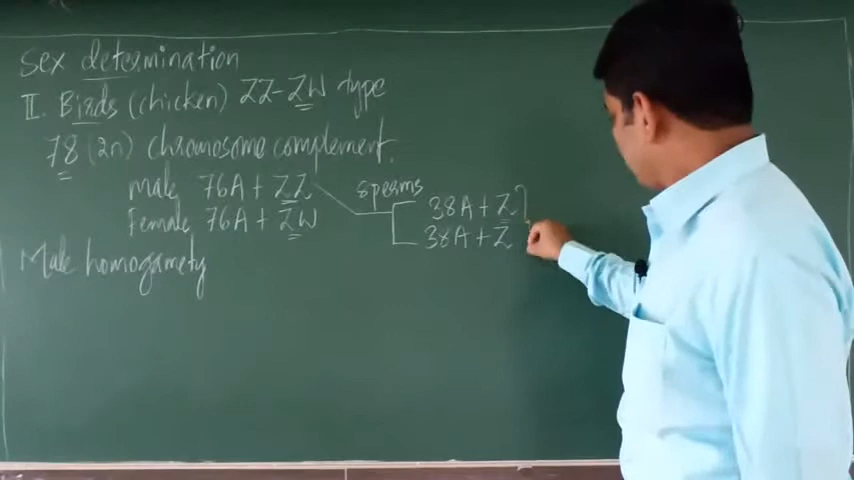 Sex determination
II. Birds (chicken) ZZ-ZW type
78 (2n) chromosome complement.
male 76A + ZZ
Female 76A + ZW
sperms
38A + Z
38A + Z
Male homogamety